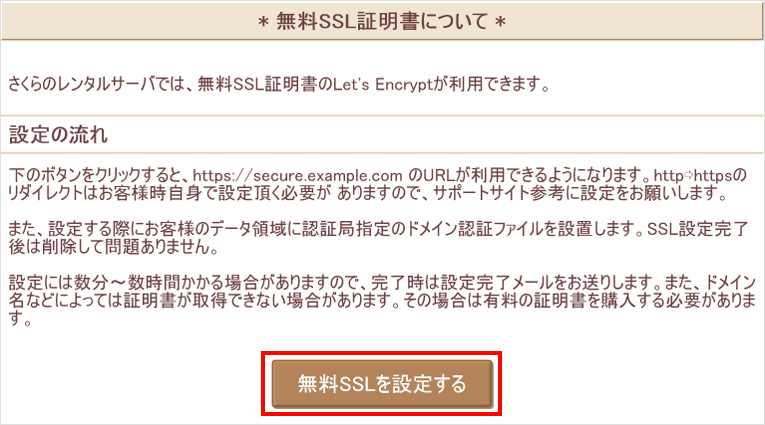 * 無料SSL証明書について *
さくらのレンタルサーバでは、無料SSL証明書のLet's Encryptが利用できます。
設定の流れ
下のボタンをクリックすると、https://secure.example.com のURLが利用できるようになります。http⇨httpsの
リダイレクトはお客様時自身で設定頂く必要が ありますので、サポートサイト参考に設定をお願いします。
また、設定する際にお客様のデータ領域に認証局指定のドメイン認証ファイルを設置します。SSL設定完了
後は削除して問題ありません。
設定には数分～数時間かかる場合がありますので、完了時は設定完了メールをお送りします。また、ドメイン
名などによっては証明書が取得できない場合があります。その場合は有料の証明書を購入する必要がありま
す。
無料SSLを設定する